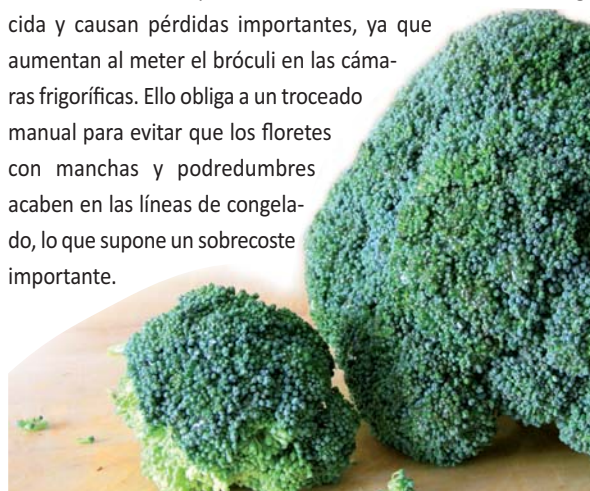 cida y causan pérdidas importantes, ya que
aumentan al meter el bróculi en las cáma-
ras frigoríficas. Ello obliga a un troceado
manual para evitar que los floretes
con manchas y podredumbres
acaben en las líneas de congela-
do, lo que supone un sobrecoste
importante.